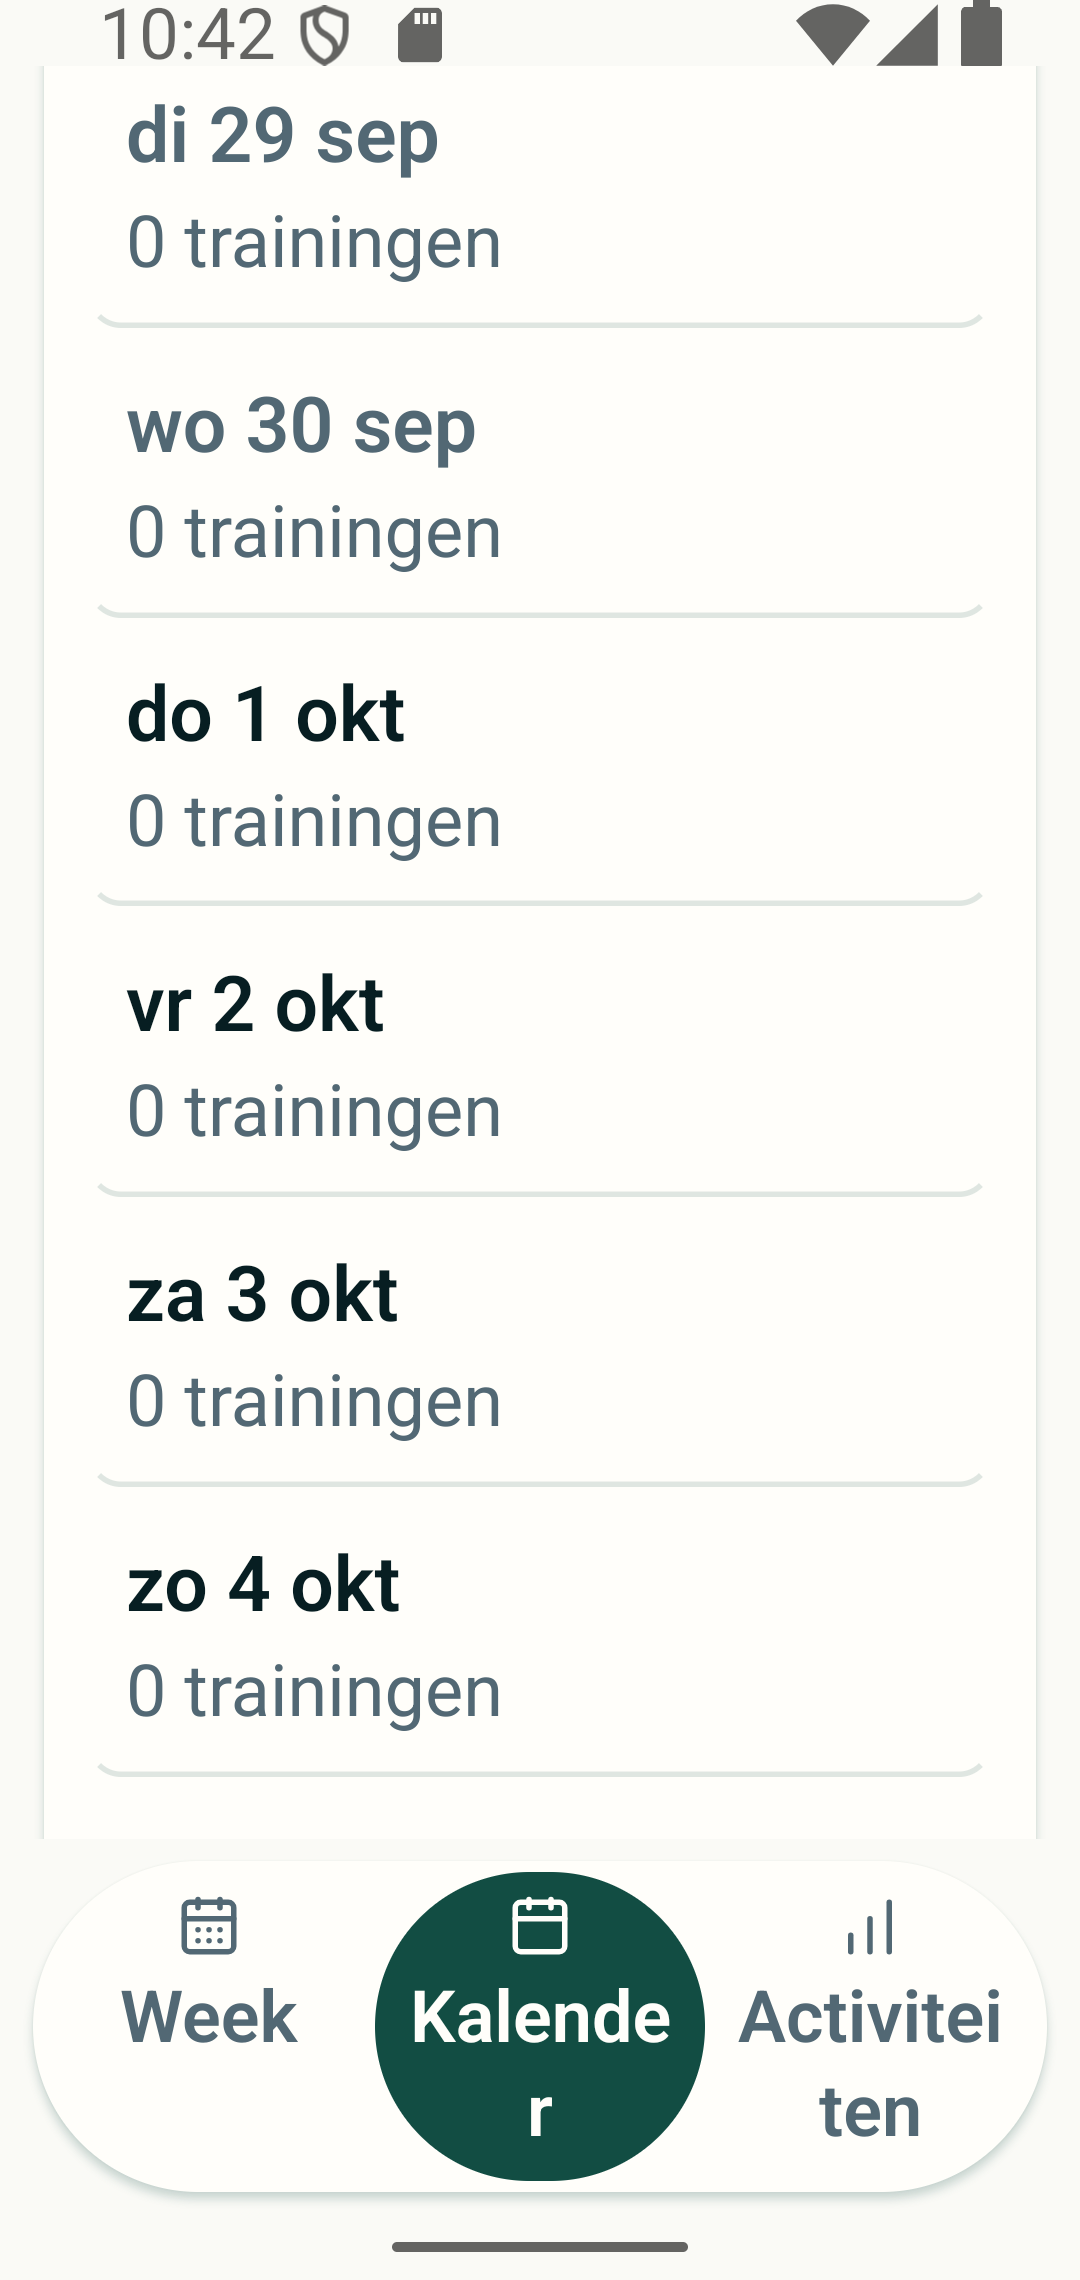 10:42
di 29 sep
0 trainingen
wo 30 sep
0 trainingen
do 1 okt
0 trainingen
vr 2 okt
0 trainingen
za 3 okt
0 trainingen
zo 4 okt
0 trainingen
Week
Kalende
r
Activitei
ten